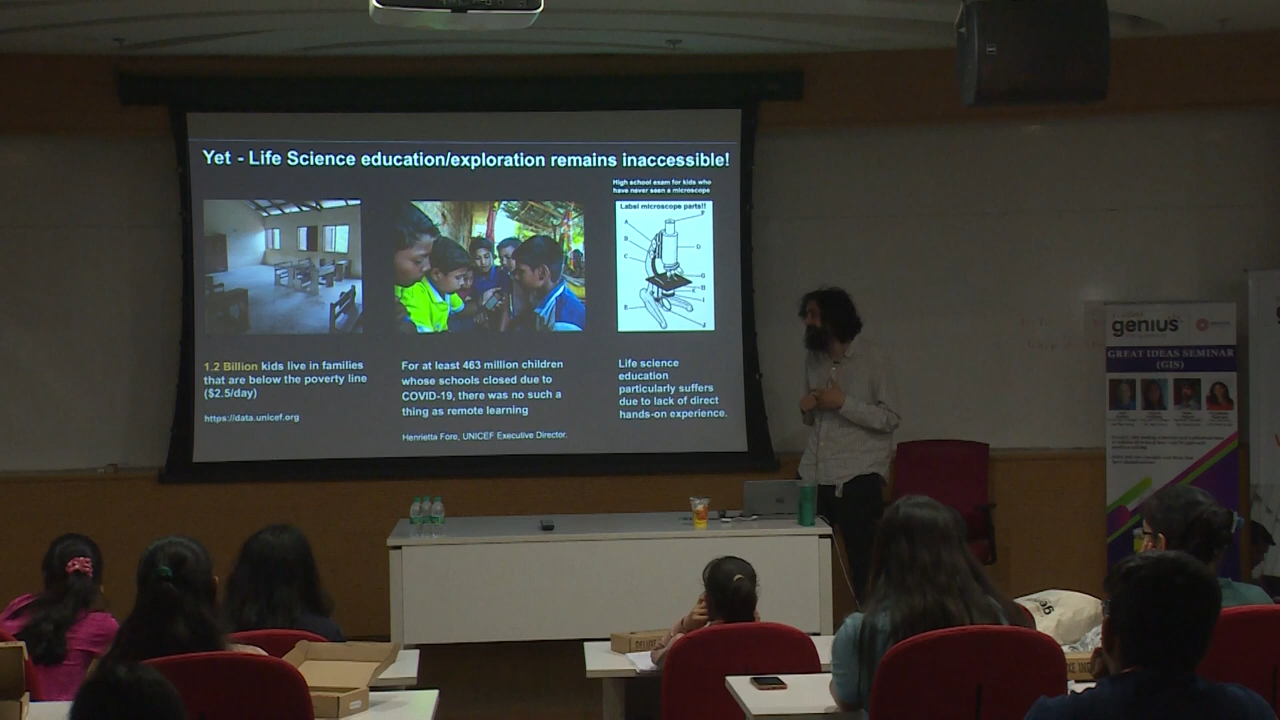 Yet - Life Science education/exploration remains inaccessible!
High school exam for kids who
have never seen a microscope
Label microscope parts!!
1.2 Billion kids live in families
that are below the poverty line
($2.5/day)
https://data.unicef.org
For at least 463 million children
whose schools closed due to
COVID-19, there was no such a
thing as remote learning
Henrietta Fore, UNICEF Executive Director.
Life science
education
particularly suffers
due to lack of direct
hands-on experience.
genius
GREAT IDEAS SEMINAR
(GIS)